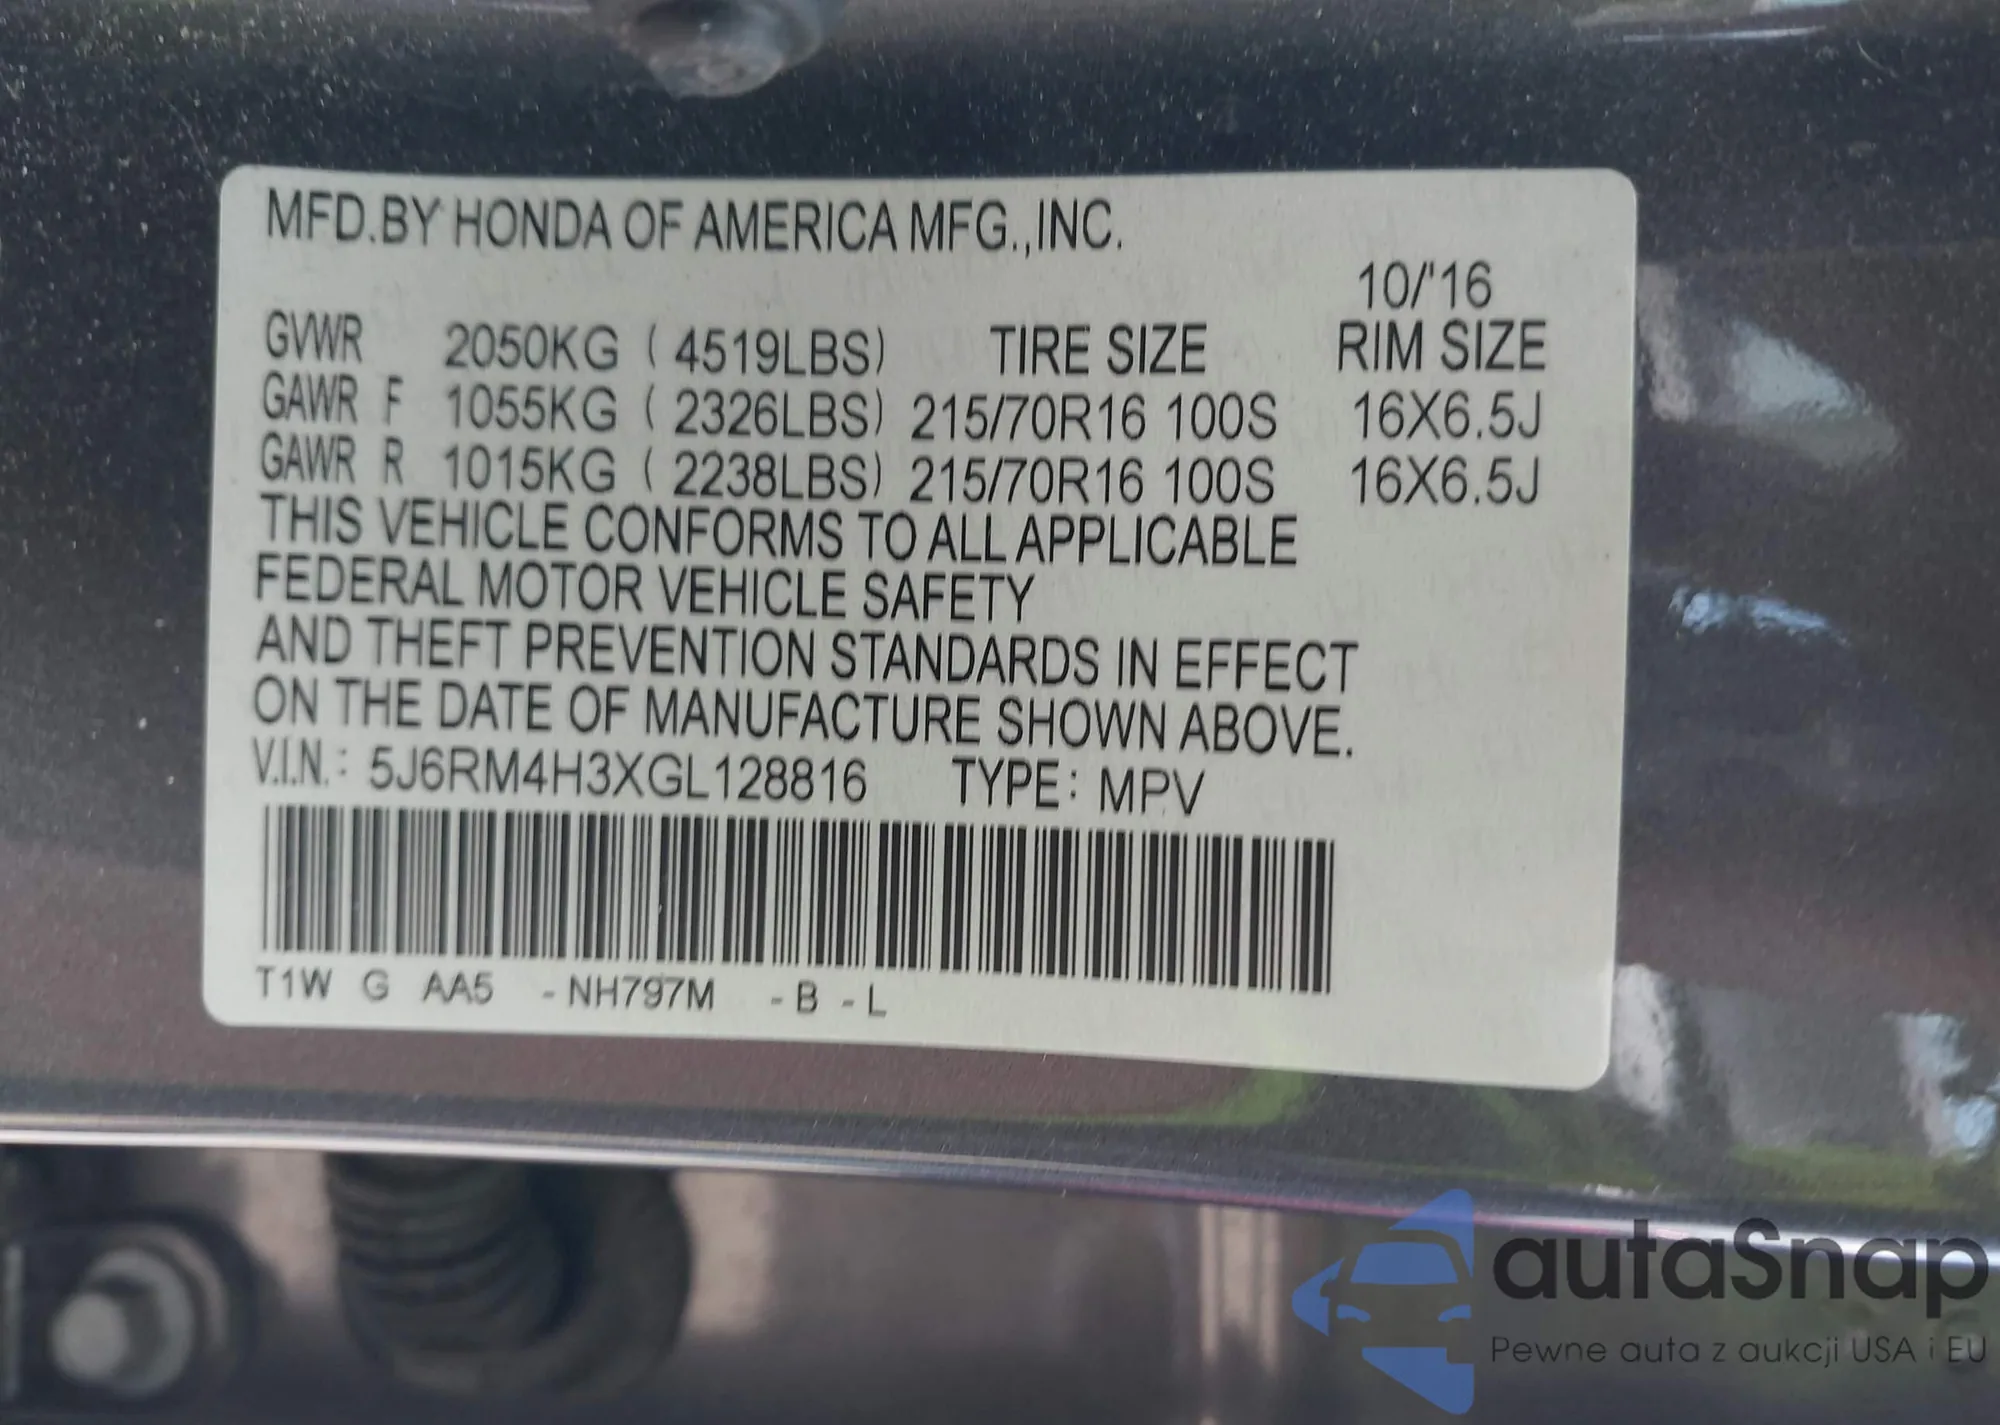 MFD.BY HONDA OF AMERICA MFG.,INC.
10/'16
GVWR 2050KG ( 4519LBS) TIRE SIZE RIM SIZE
GAWR F 1055KG ( 2326LBS) 215/70R16 100S 16X6.5J
GAWR R 1015KG ( 2238LBS) 215/70R16 100S 16X6.5J
THIS VEHICLE CONFORMS TO ALL APPLICABLE
FEDERAL MOTOR VEHICLE SAFETY
AND THEFT PREVENTION STANDARDS IN EFFECT
ON THE DATE OF MANUFACTURE SHOWN ABOVE.
V.I.N.: 5J6RM4H3XGL128816 TYPE: MPV
T1W G AA5 -NH797M -B -L
autaSnap
Pewne auta z aukcji USA i EU